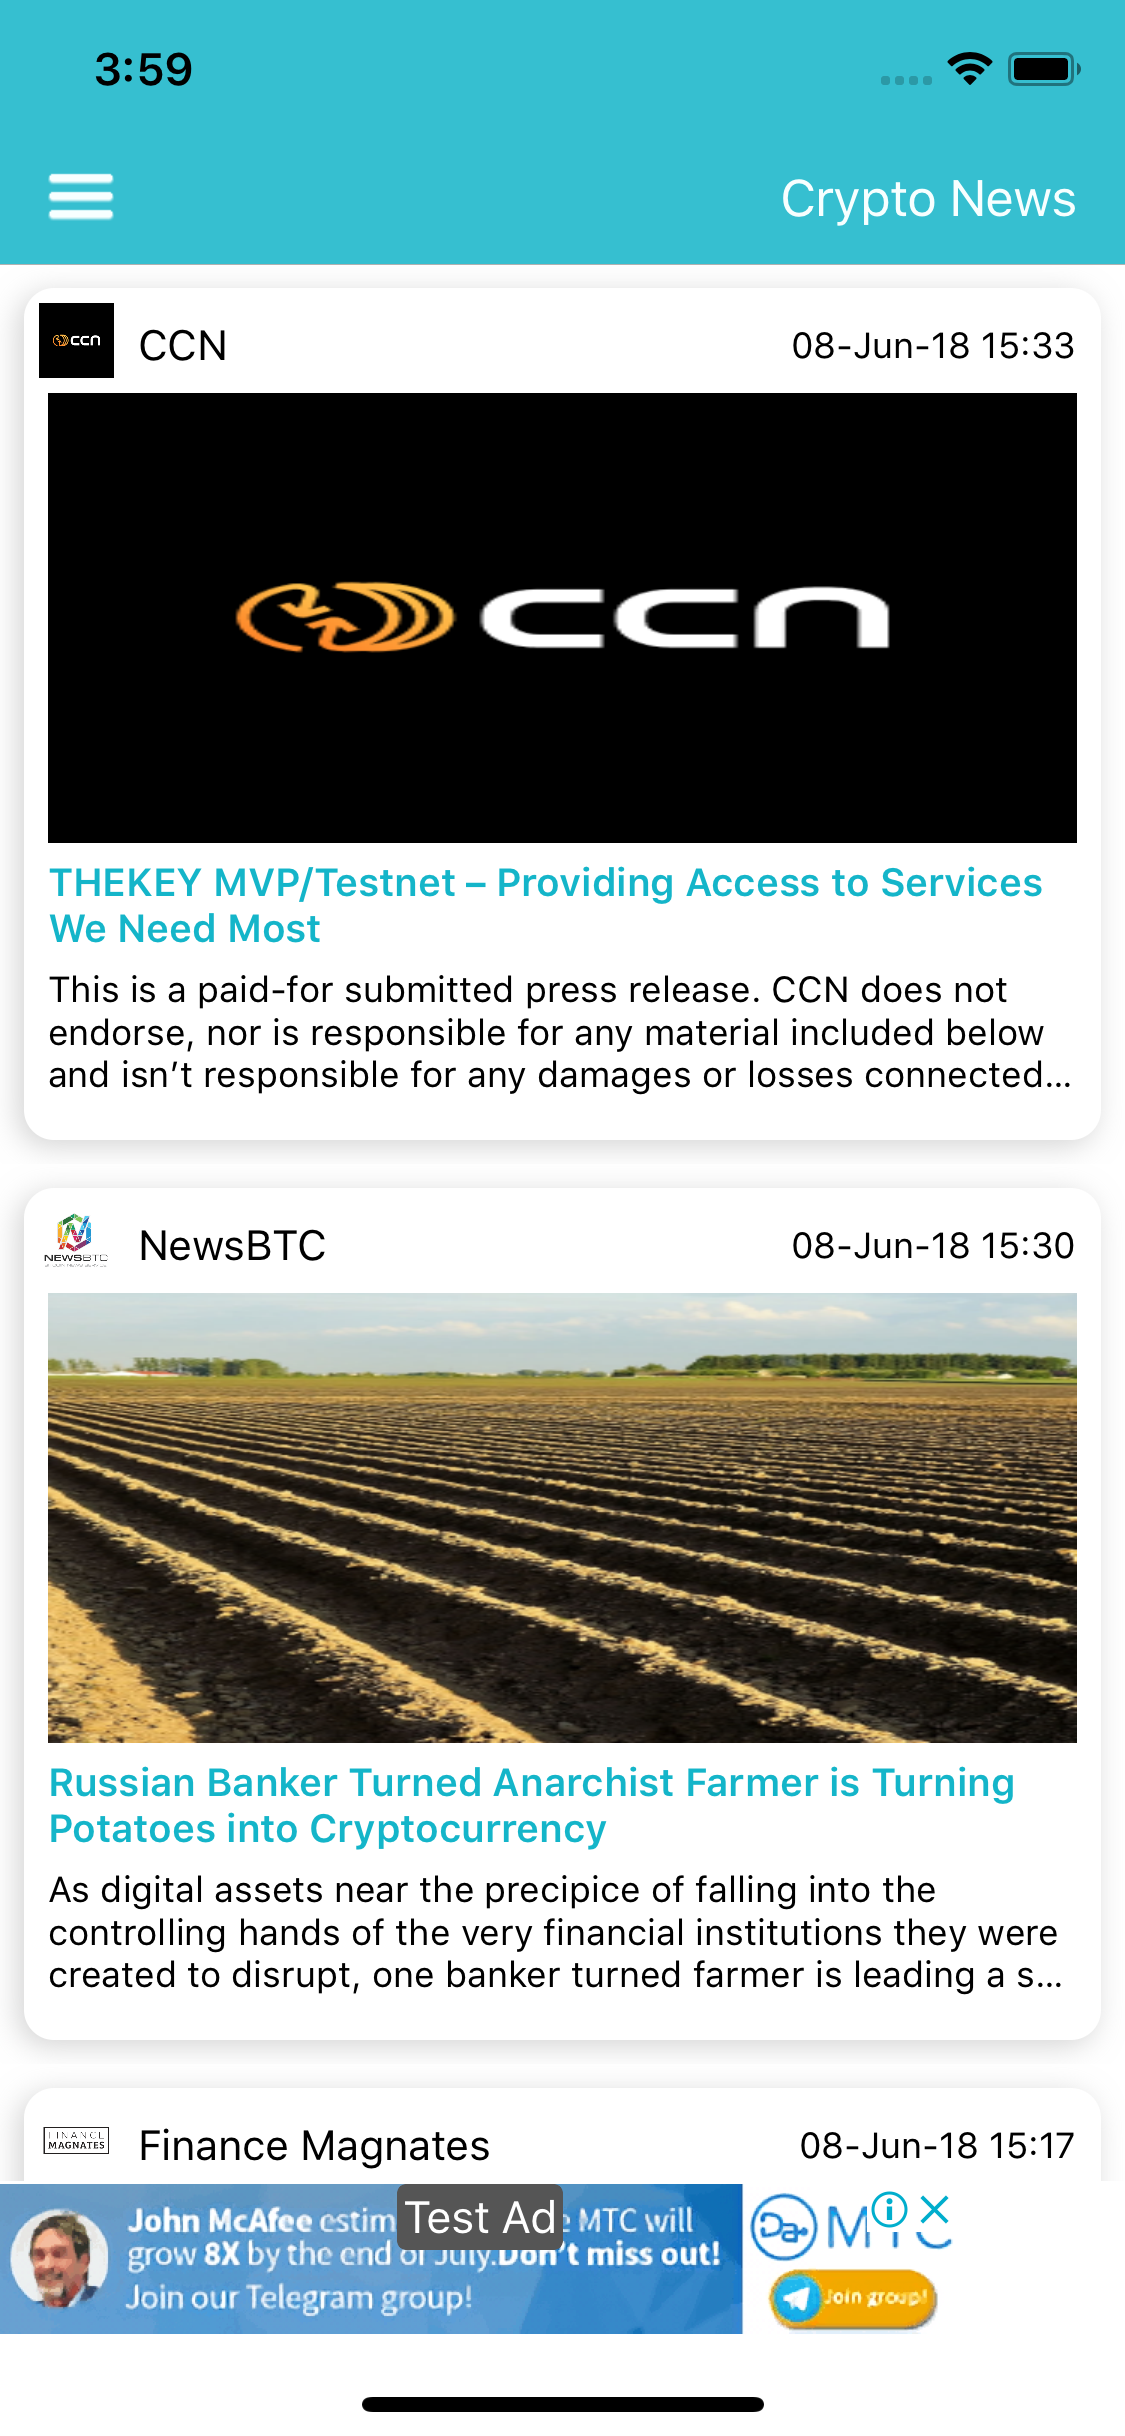 3:59
Crypto News
ccn
CCN
08-Jun-18 15:33
ccn
THEKEY MVP/Testnet – Providing Access to Services
We Need Most
This is a paid-for submitted press release. CCN does not
endorse, nor is responsible for any material included below
and isn’t responsible for any damages or losses connected...
NEWSBTC
NewsBTC
08-Jun-18 15:30
Russian Banker Turned Anarchist Farmer is Turning
Potatoes into Cryptocurrency
As digital assets near the precipice of falling into the
controlling hands of the very financial institutions they were
created to disrupt, one banker turned farmer is leading a s...
FINANCE
MAGNATES
Finance Magnates
08-Jun-18 15:17
Test Ad
John McAfee MTC will
grow 8X by the end of July. Don't miss out!
Join our Telegram group!
Da
MTC
Join group!